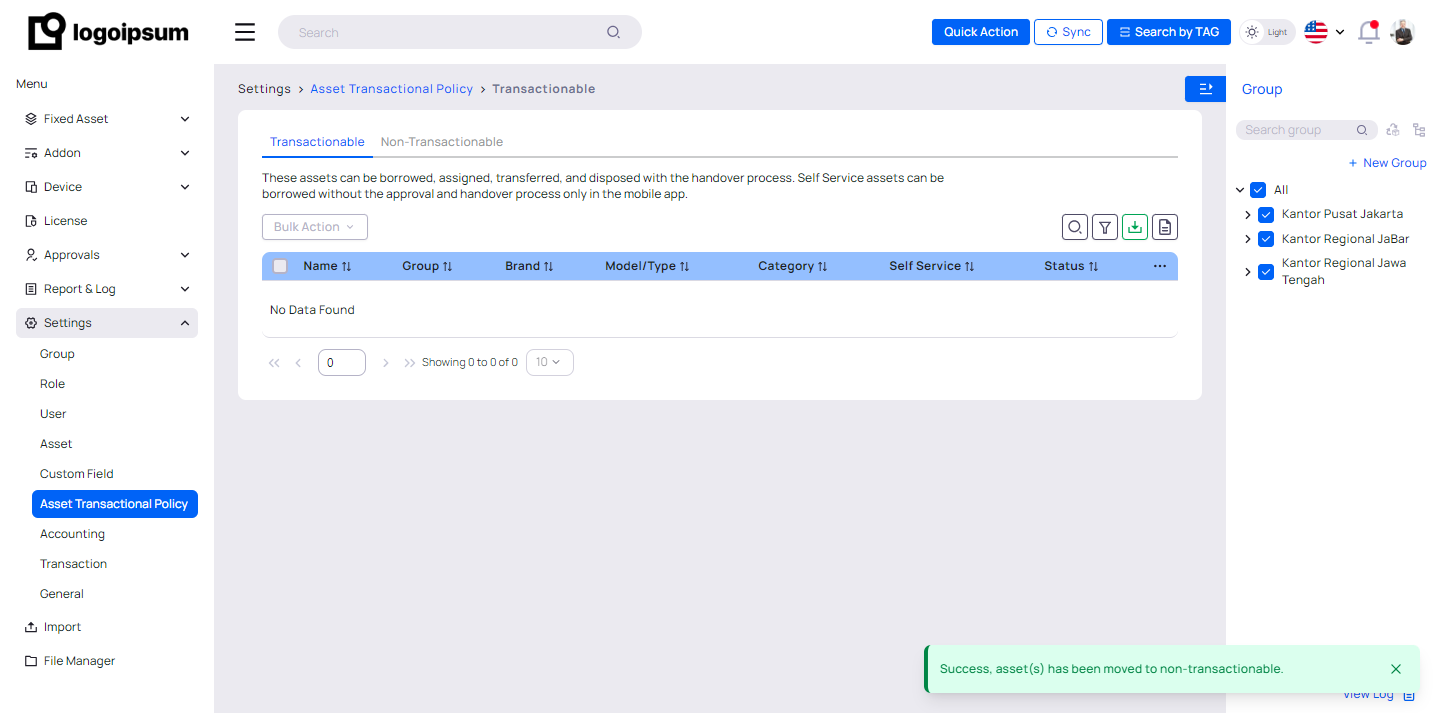 logoipsum
Search
Quick Action
Sync
Search by TAG
Light
Menu
Fixed Asset
Addon
Device
License
Approvals
Report & Log
Settings
Group
Role
User
Asset
Custom Field
Asset Transactional Policy
Accounting
Transaction
General
Import
File Manager
Settings > Asset Transactional Policy > Transactionable
Transactionable
Non-Transactionable
These assets can be borrowed, assigned, transferred, and disposed with the handover process. Self Service assets can be
borrowed without the approval and handover process only in the mobile app.
Bulk Action
Name Group Brand Model/Type Category Self Service Status ...
No Data Found
0
Showing 0 to 0 of 0
10
Group
Search group
+ New Group
All
Kantor Pusat Jakarta
Kantor Regional JaBar
Kantor Regional Jawa
Tengah
Success, asset(s) has been moved to non-transactionable.
View Log